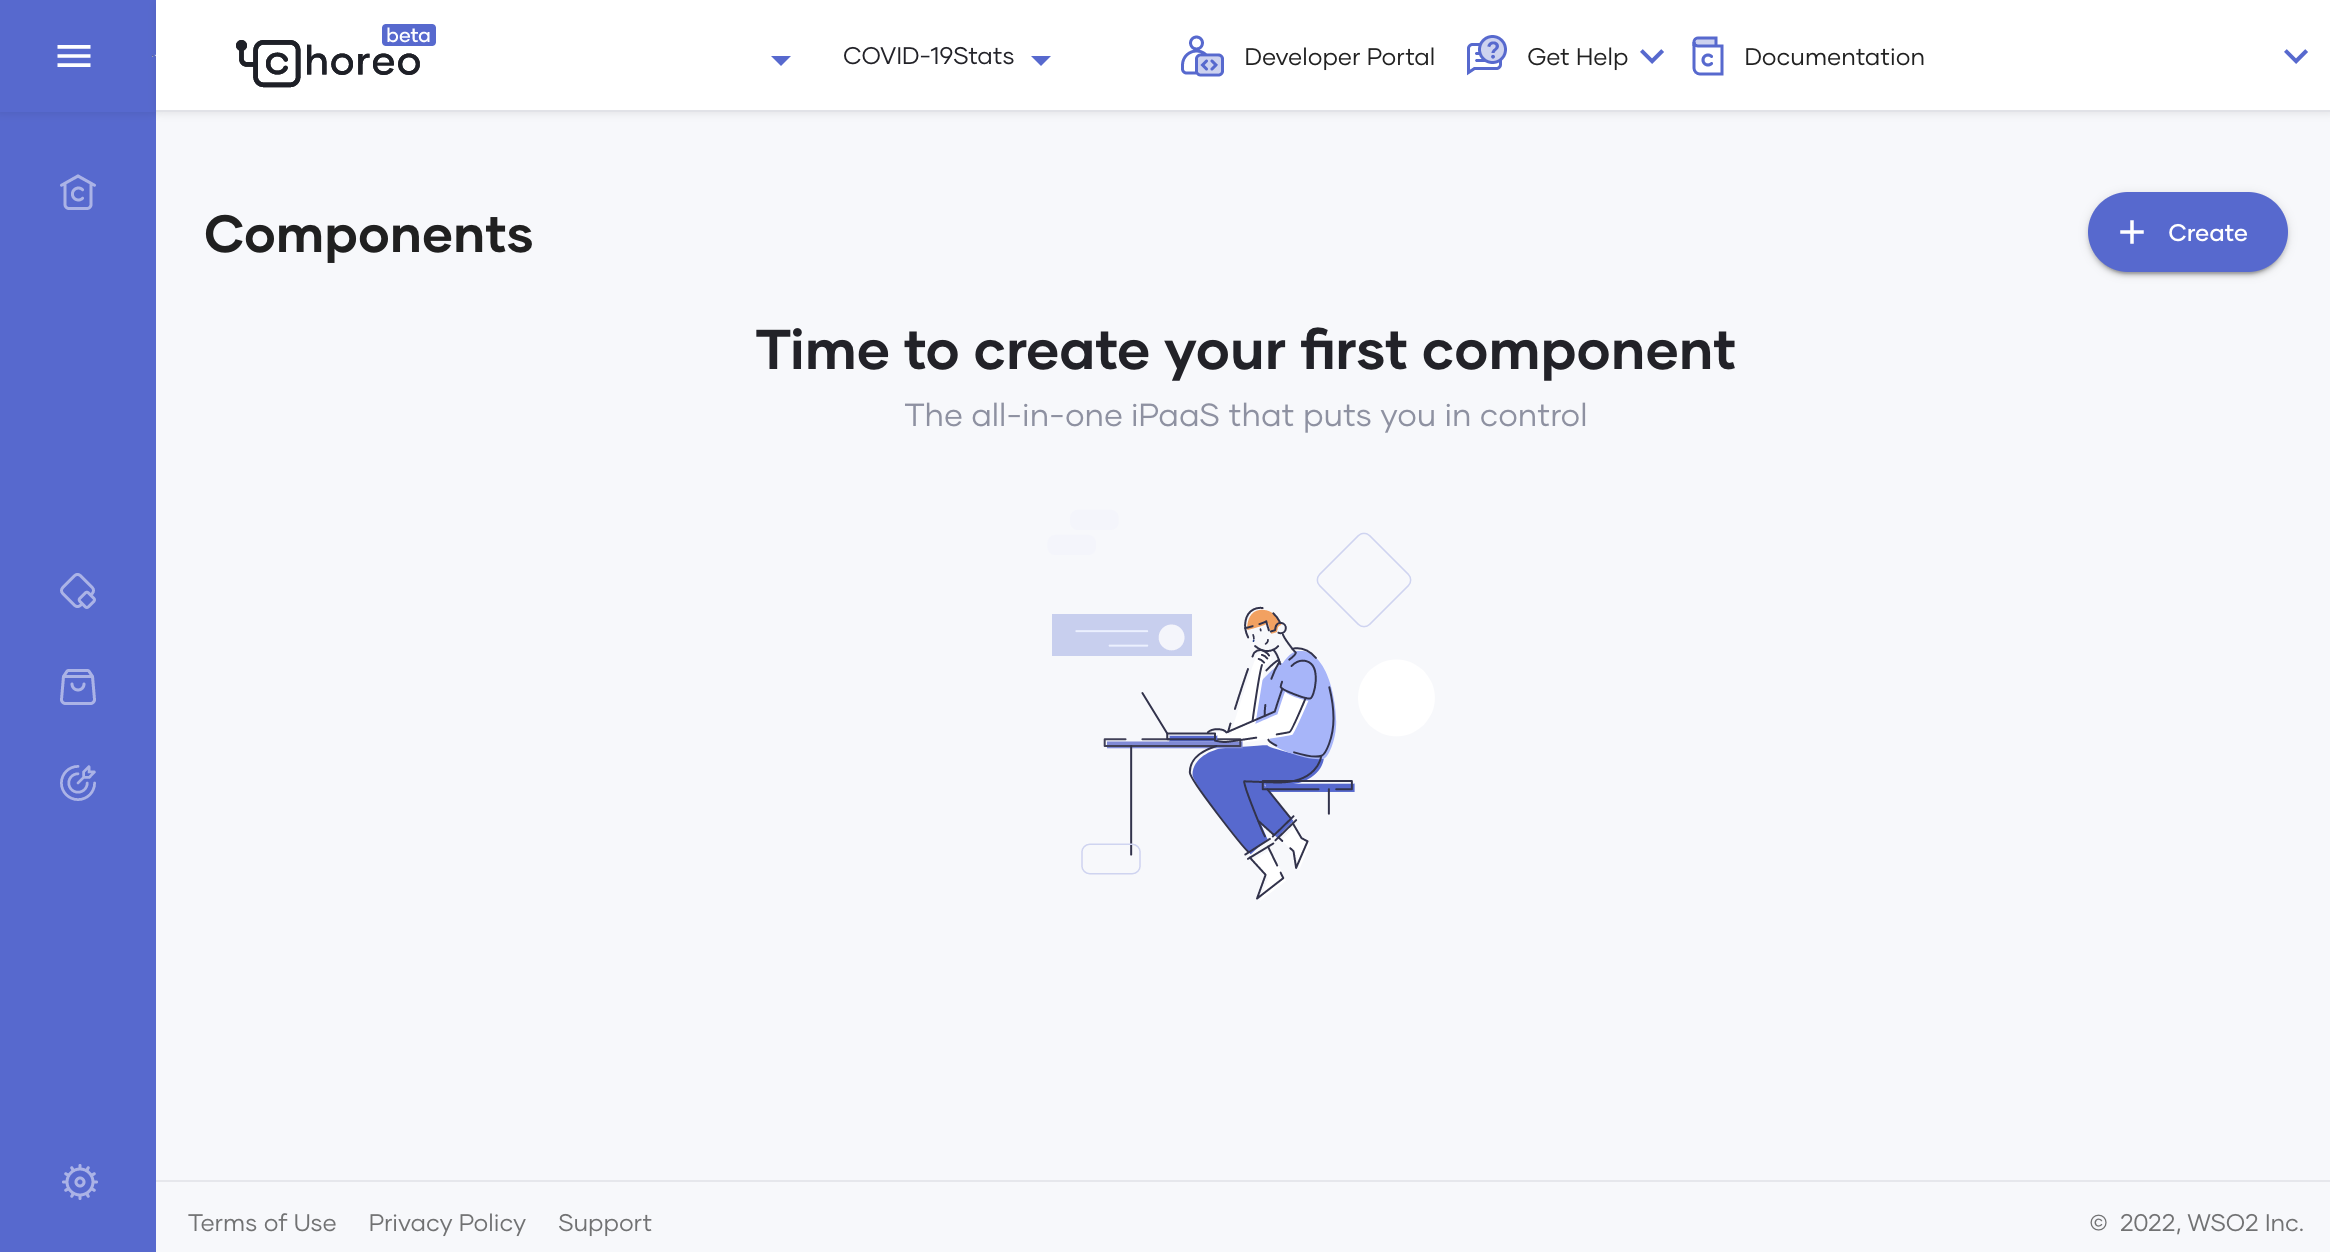 choreo beta
COVID-19Stats
Developer Portal
Get Help
Documentation
Components
Create
Time to create your first component
The all-in-one iPaaS that puts you in control
Terms of Use Privacy Policy Support
© 2022, WSO2 Inc.